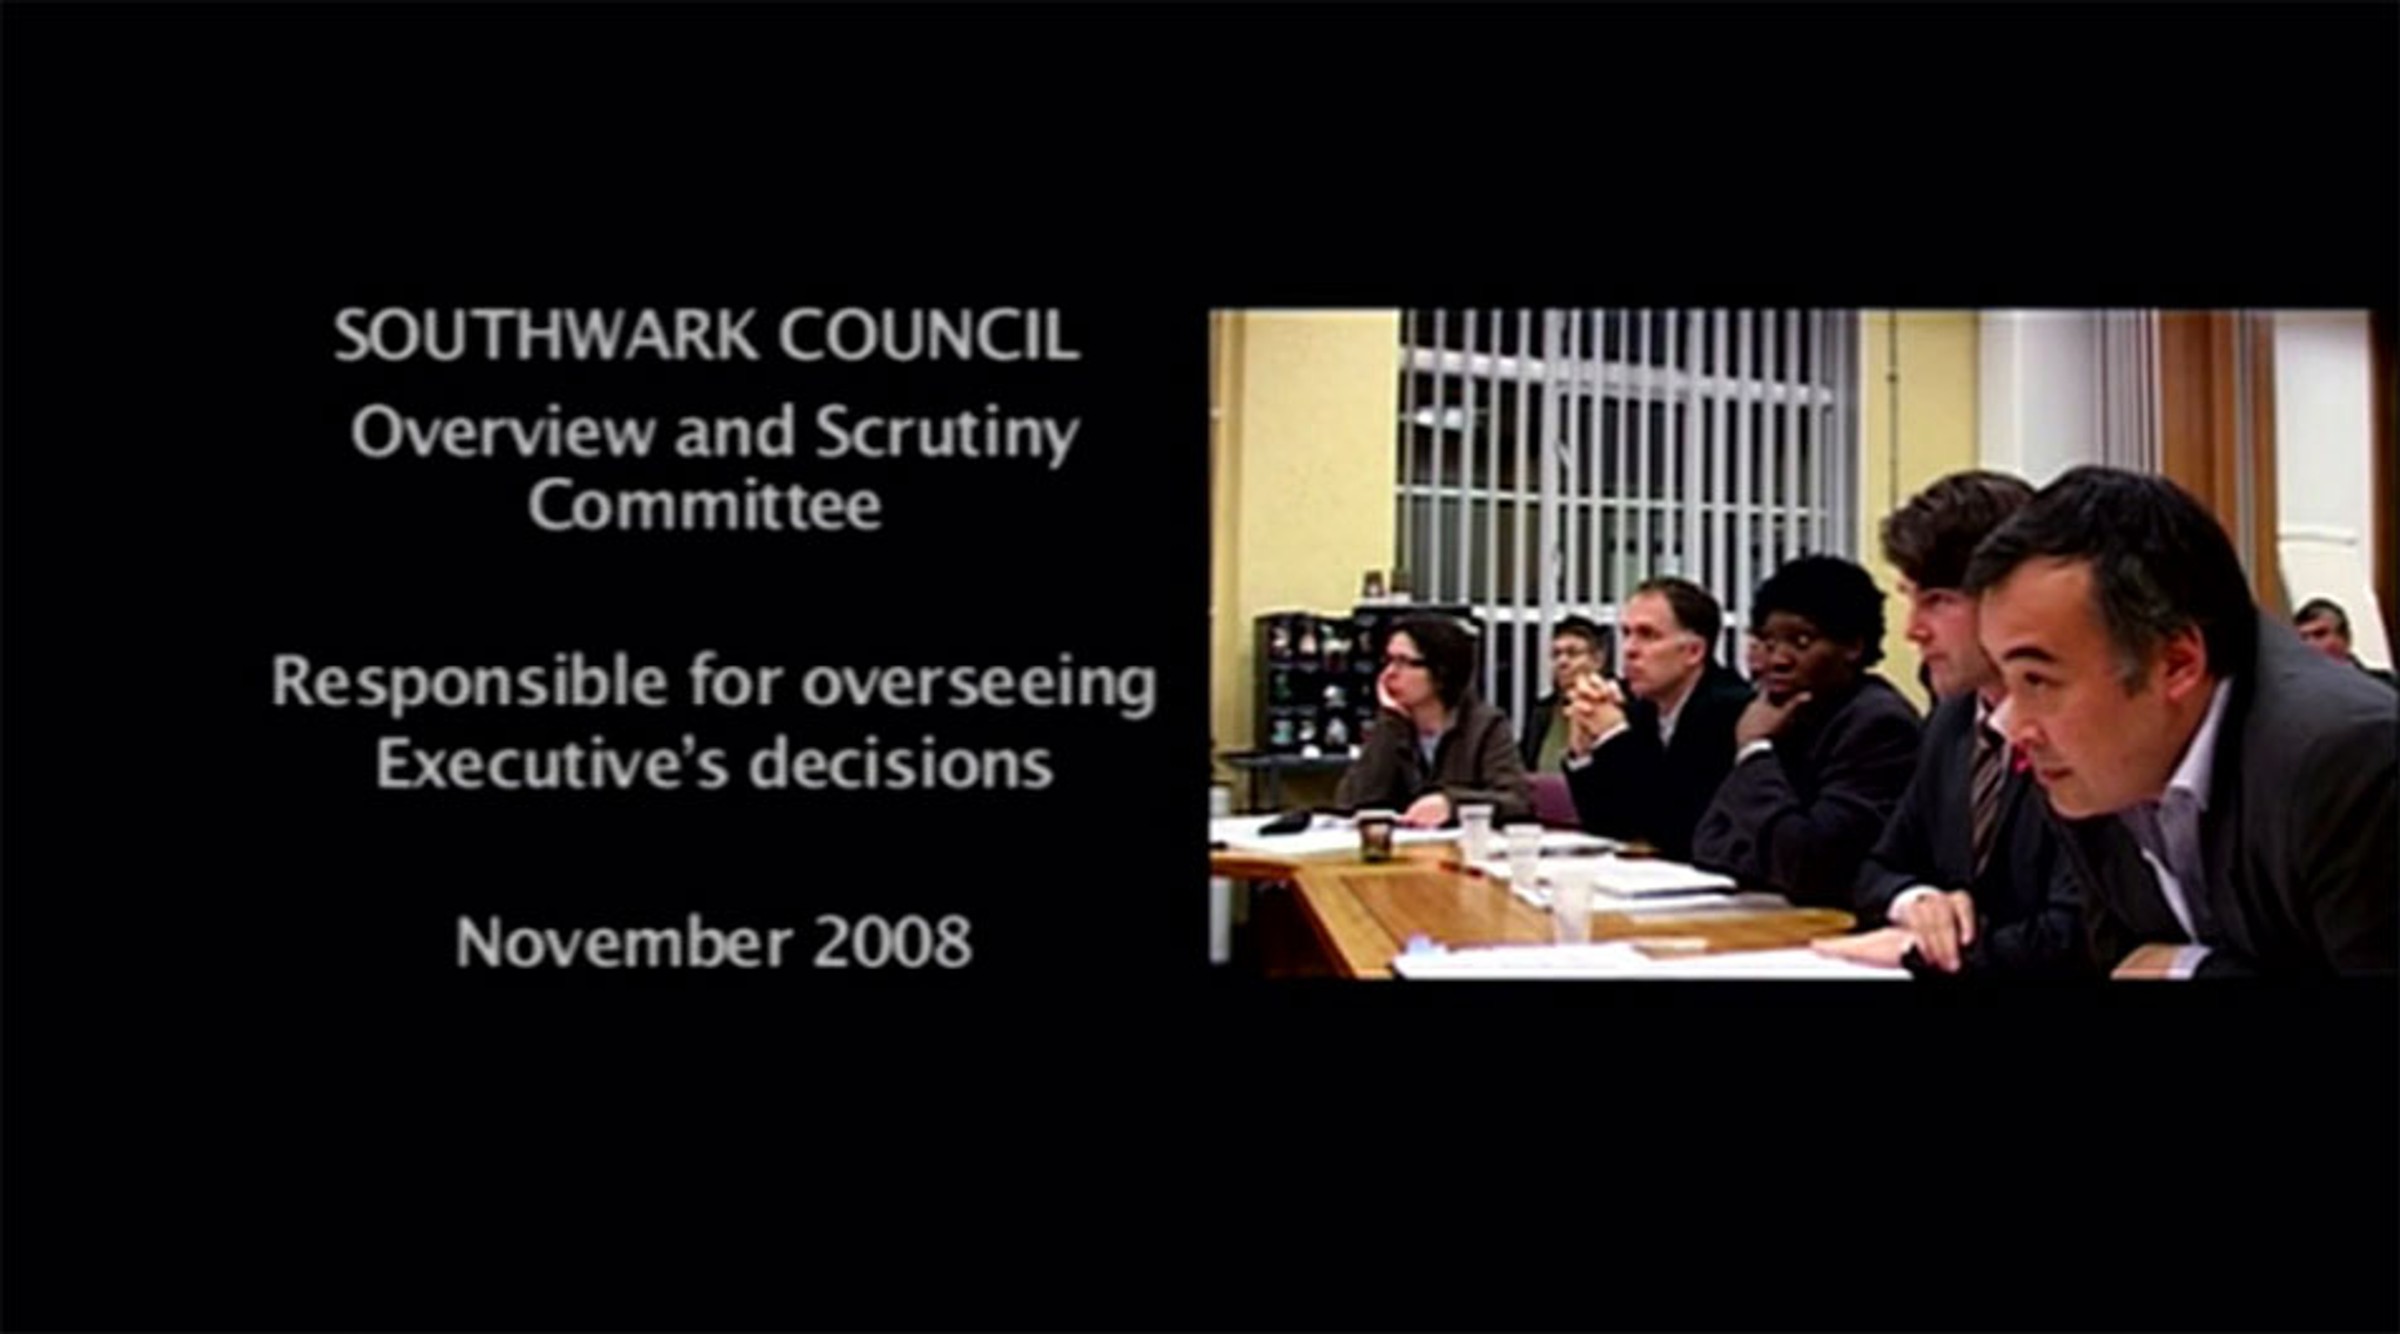 SOUTHWARK COUNCIL
Overview and Scrutiny
Committee
Responsible for overseeing
Executive’s decisions
November 2008